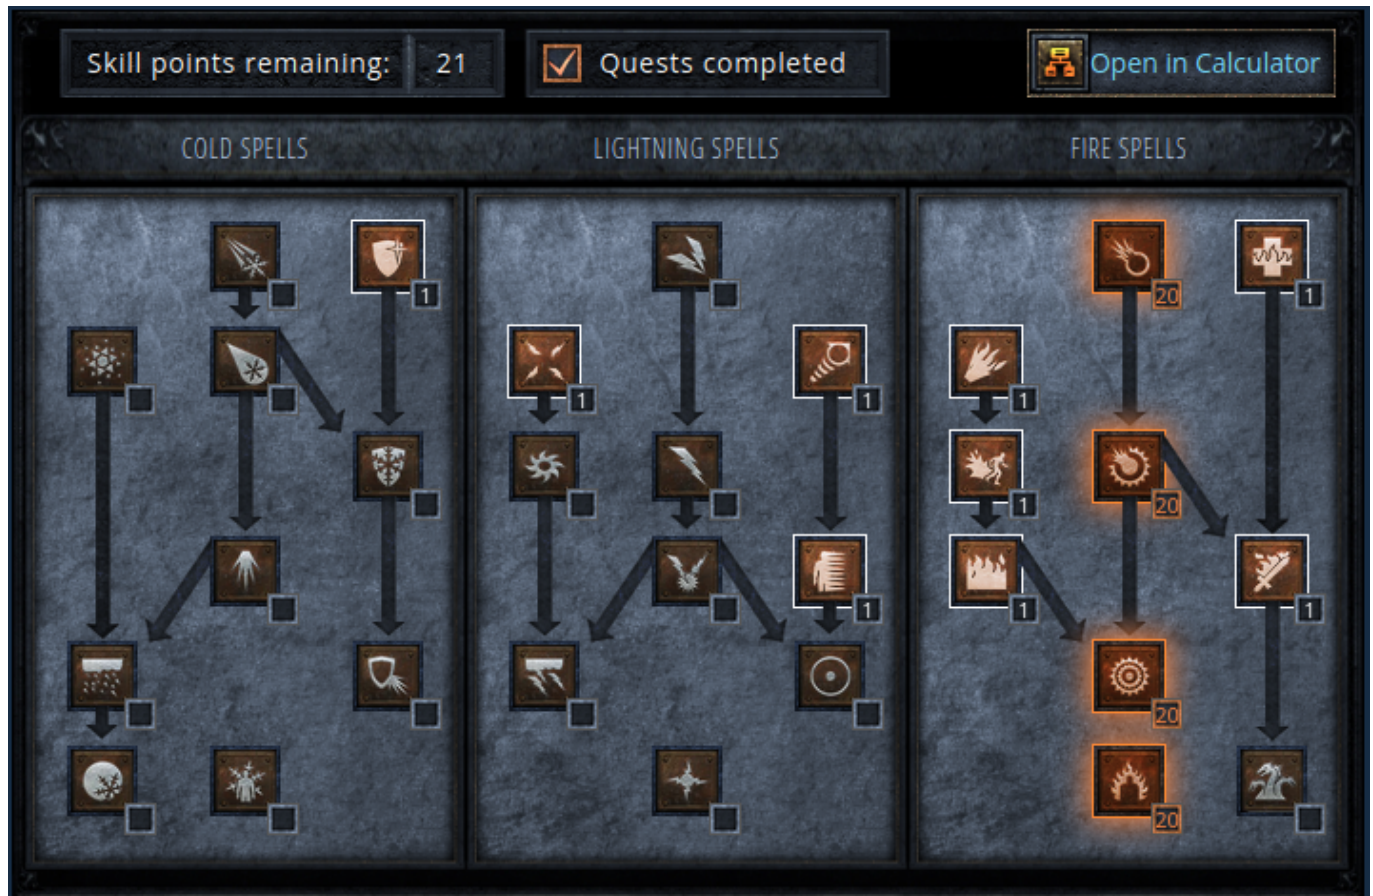 Skill points remaining: 21
Quests completed
Open in Calculator
COLD SPELLS
LIGHTNING SPELLS
FIRE SPELLS
1
20
1
1
1
1
1
20
1
1
1
1
20
20